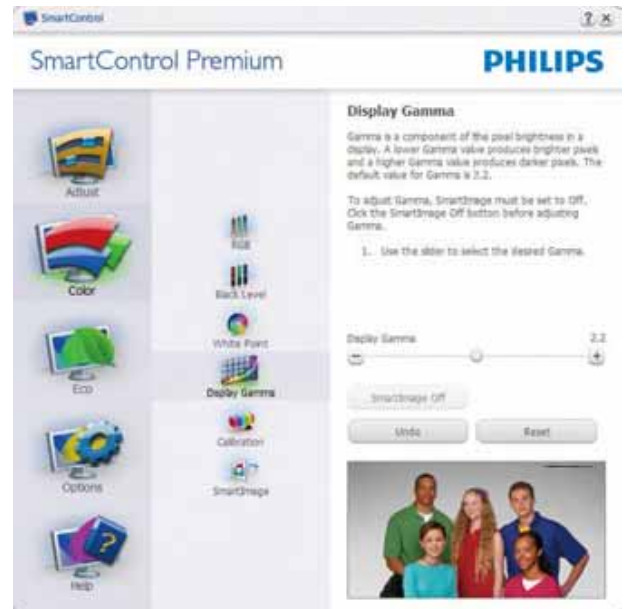 SmartControl
? ×
SmartControl Premium
PHILIPS
Adjust
Color
Eco
Options
Help
RGB
Black Level
White Point
Display Gamma
Calibration
SmartImage
Display Gamma
Gamma is a component of the pixel brightness in a
display. A lower Gamma value produces brighter pixels
and a higher Gamma value produces darker pixels. The
default value for Gamma is 2.2.
To adjust Gamma, SmartImage must be set to Off.
Click the SmartImage Off button before adjusting
Gamma.
1. Use the slider to select the desired Gamma.
Display Gamma 2.2
SmartImage Off
Undo Reset